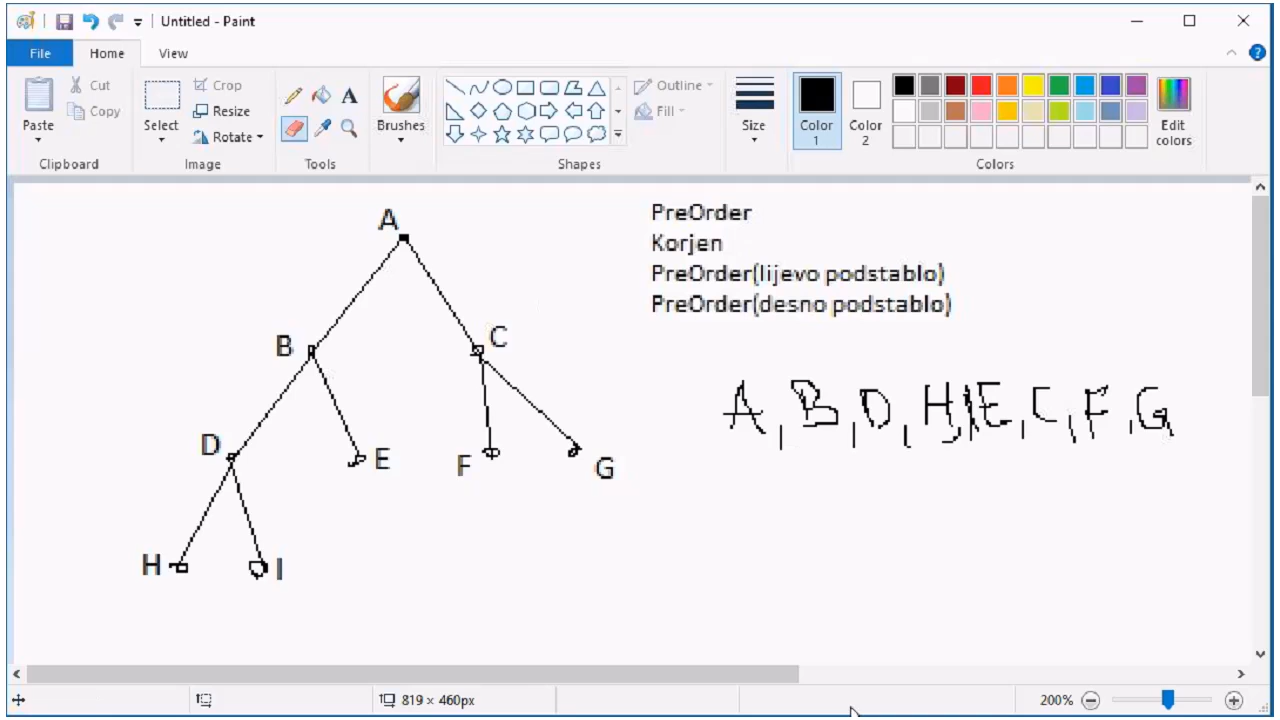 Untitled - Paint
File Home View
Paste
Cut
Copy
Clipboard
Select
Crop
Resize
Rotate
Image
A
Tools
Brushes
Outline
Fill
Shapes
Size
Color 1
Color 2
Edit colors
Colors
A
B
C
D
E
F
G
H
I
PreOrder
Korjen
PreOrder(lijevo podstablo)
PreOrder(desno podstablo)
A, B, D, H, I, E, C, F, G
819 × 460px
200%